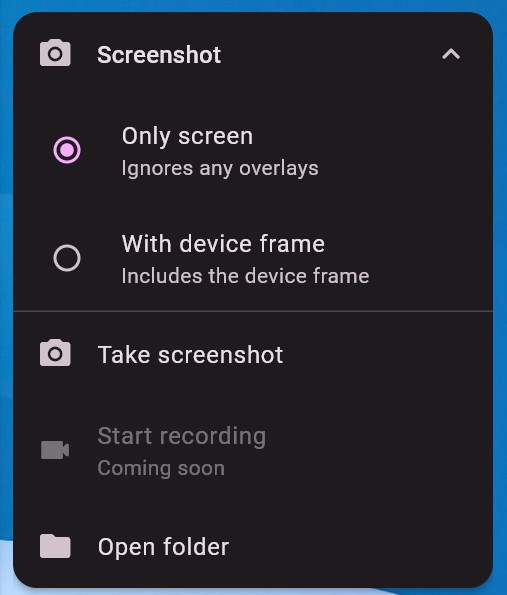 Screenshot
Only screen
Ignores any overlays
With device frame
Includes the device frame
Take screenshot
Start recording
Coming soon
Open folder